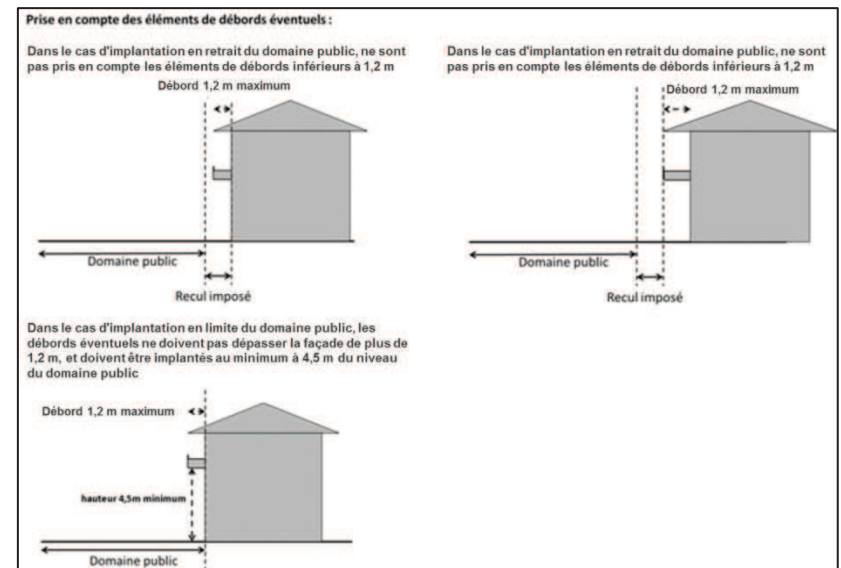 Prise en compte des éléments de débords éventuels :
Dans le cas d'implantation en retrait du domaine public, ne sont
pas pris en compte les éléments de débords inférieurs à 1,2 m
Débord 1,2 m maximum
Domaine public
Recul imposé
Dans le cas d'implantation en retrait du domaine public, ne sont
pas pris en compte les éléments de débords inférieurs à 1,2 m
Débord 1,2 m maximum
Domaine public
Recul imposé
Dans le cas d'implantation en limite du domaine public, les
débords éventuels ne doivent pas dépasser la façade de plus de
1,2 m, et doivent être implantés au minimum à 4,5 m du niveau
du domaine public
Débord 1,2 m maximum
hauteur 4,5m minimum
Domaine public